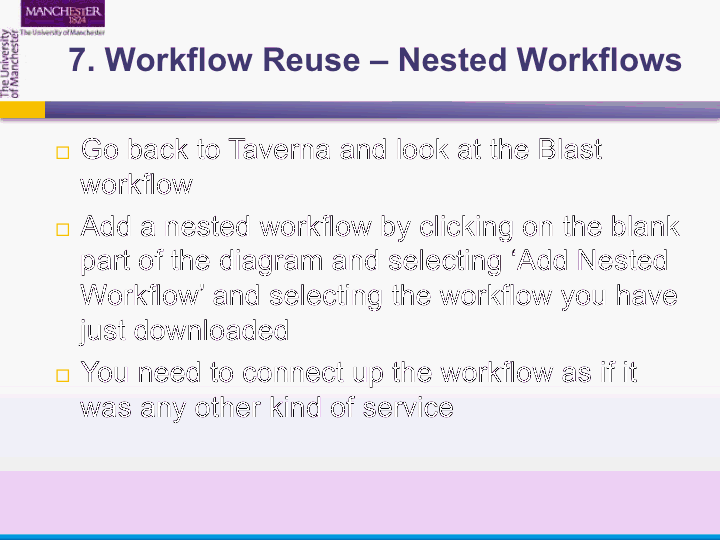 MANCHESTER
1824
The University of Manchester
The University
of Manchester
7. Workflow Reuse – Nested Workflows
Go back to Taverna and look at the Blast
workflow
Add a nested workflow by clicking on the blank
part of the diagram and selecting ‘Add Nested
Workflow’ and selecting the workflow you have
just downloaded
You need to connect up the workflow as if it
was any other kind of service